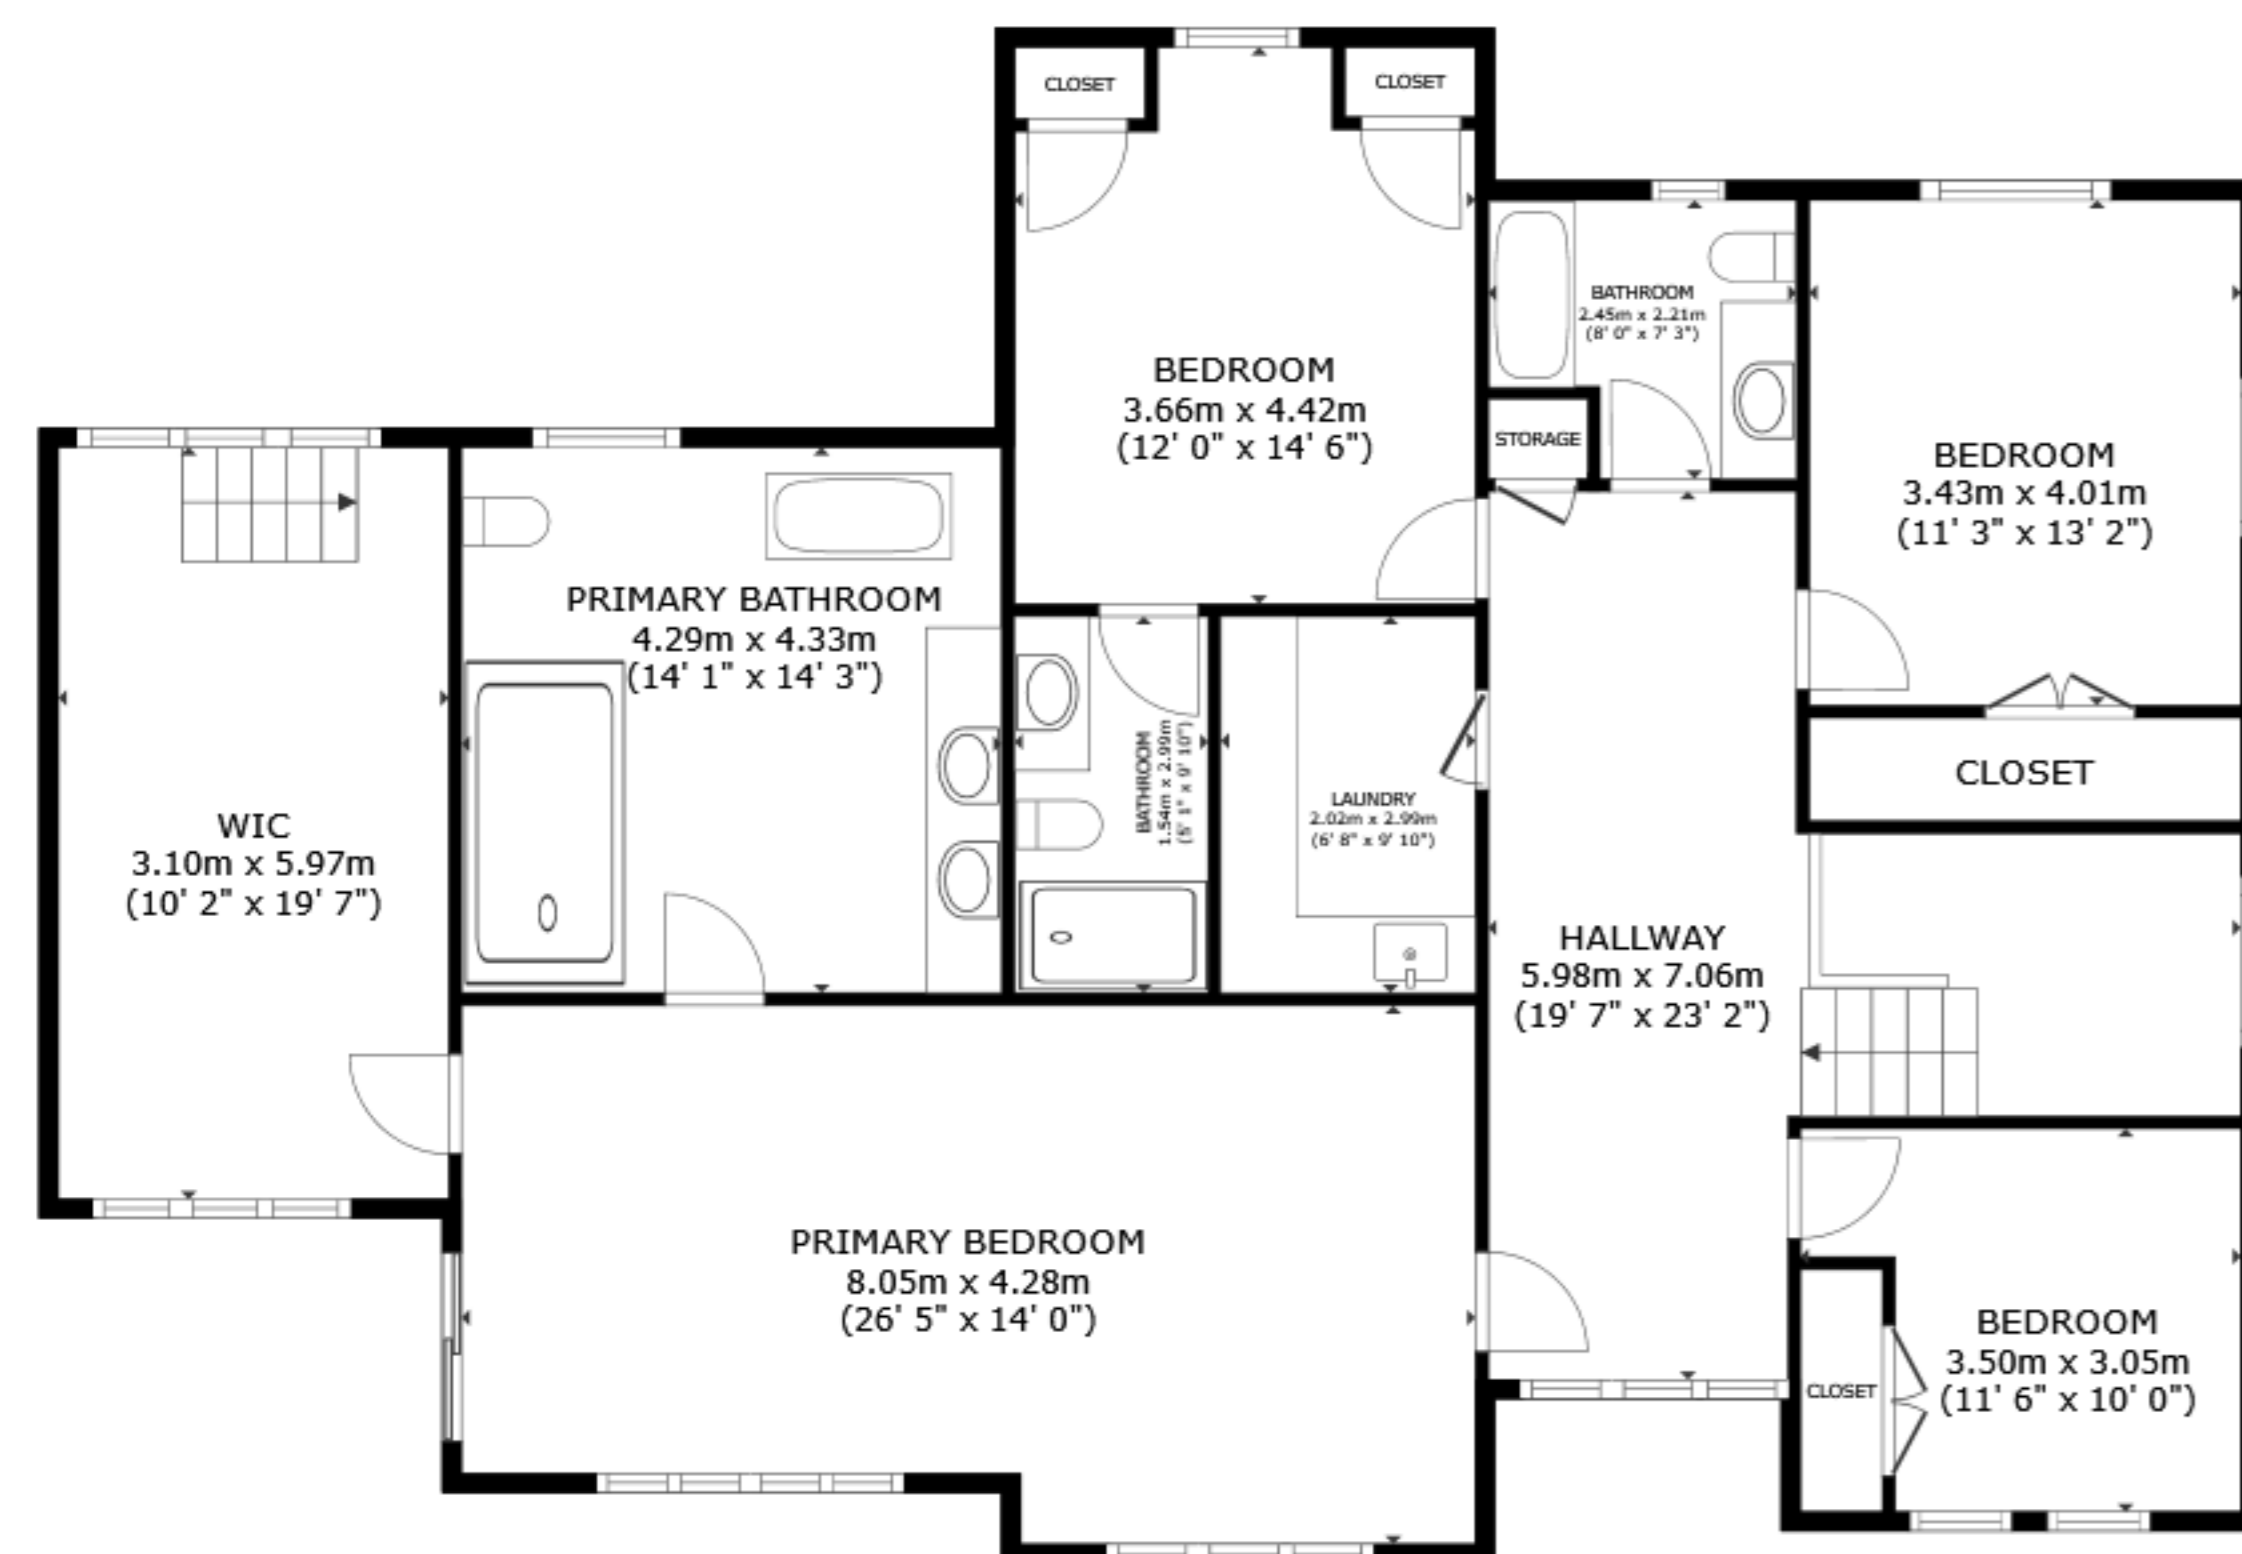 CLOSET
CLOSET
BATHROOM
2.45m x 2.21m
(8' 0" x 7' 3")
BEDROOM
3.66m x 4.42m
(12' 0" x 14' 6")
STORAGE
BEDROOM
3.43m x 4.01m
(11' 3" x 13' 2")
PRIMARY BATHROOM
4.29m x 4.33m
(14' 1" x 14' 3")
BATHROOM
1.54m x 2.99m
(5' 1" x 9' 10")
CLOSET
LAUNDRY
2.02m x 2.99m
(6' 8" x 9' 10")
WIC
3.10m x 5.97m
(10' 2" x 19' 7")
HALLWAY
5.98m x 7.06m
(19' 7" x 23' 2")
PRIMARY BEDROOM
8.05m x 4.28m
(26' 5" x 14' 0")
BEDROOM
3.50m x 3.05m
(11' 6" x 10' 0")
CLOSET